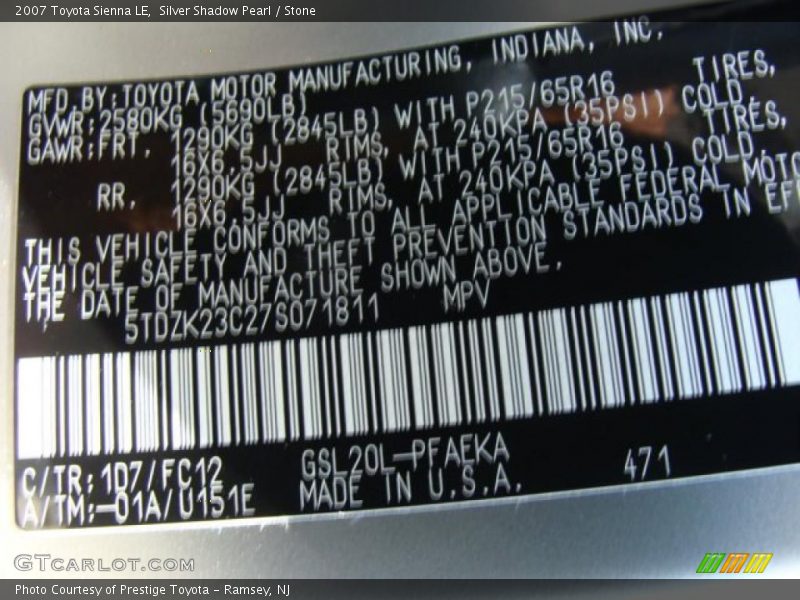 2007 Toyota Sienna LE, Silver Shadow Pearl / Stone
MFD.BY:TOYOTA MOTOR MANUFACTURING, INDIANA, INC.
GVWR:2580KG (5690LB)
GAWR:FRT. 1290KG (2845LB) WITH P215/65R16 TIRES,
16X6.5JJ RIMS, AT 240KPA (35PSI) COLD.
RR. 1290KG (2845LB) WITH P215/65R16 TIRES,
16X6.5JJ RIMS, AT 240KPA (35PSI) COLD.
THIS VEHICLE CONFORMS TO ALL APPLICABLE FEDERAL MOTO
VEHICLE SAFETY AND THEFT PREVENTION STANDARDS IN EF
THE DATE OF MANUFACTURE SHOWN ABOVE.
5TDZK23C27S071811 MPV
C/TR:1D7/FC12 GSL20L-PFAEKA 471
A/TM:-01A/U151E MADE IN U.S.A.
GTCARLOT.COM
Photo Courtesy of Prestige Toyota - Ramsey, NJ